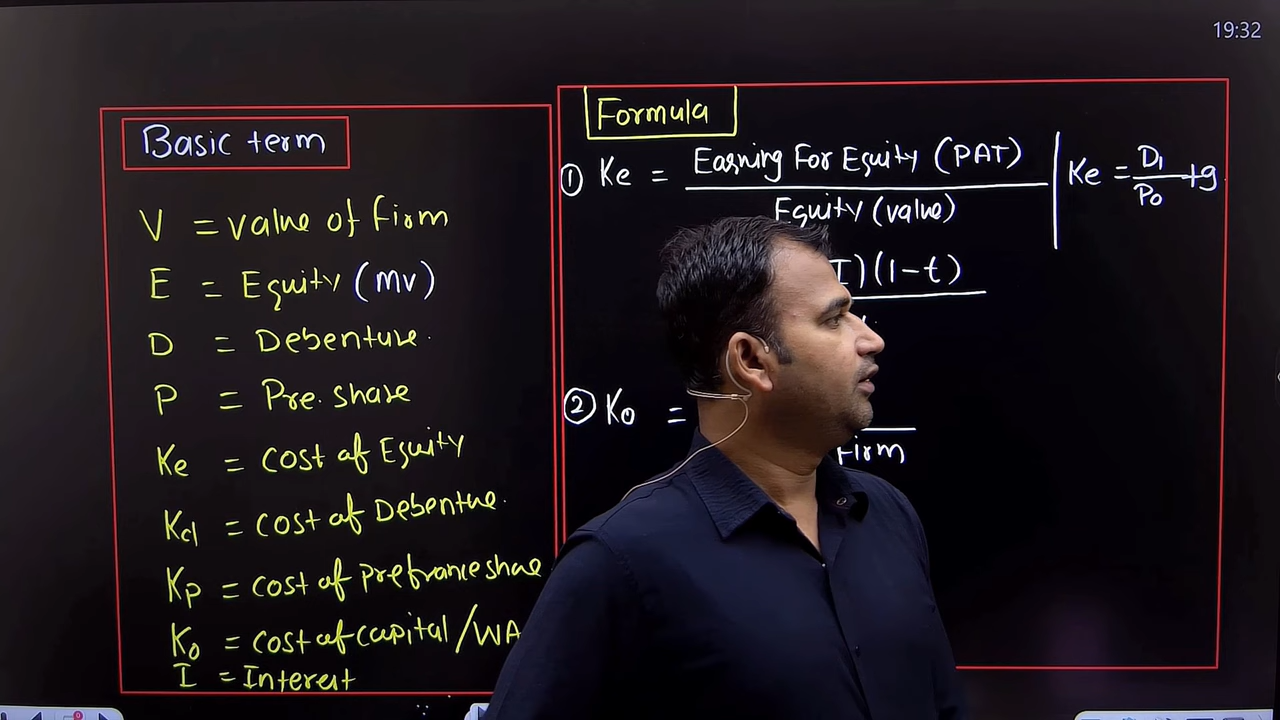 19:32
Basic term
V = value of firm
E = Equity (mv)
D = Debenture.
P = Pre. share
Ke = cost of Equity
Kd = cost of Debenture.
Kp = cost of prefranceshae
Ko = cost of capital /WA
I = Interest
Formula
① Ke = Earning For Equity (PAT)
Equity (value)
Ke = D1
P0
+g
I)(1-t)
② Ko =
Firm